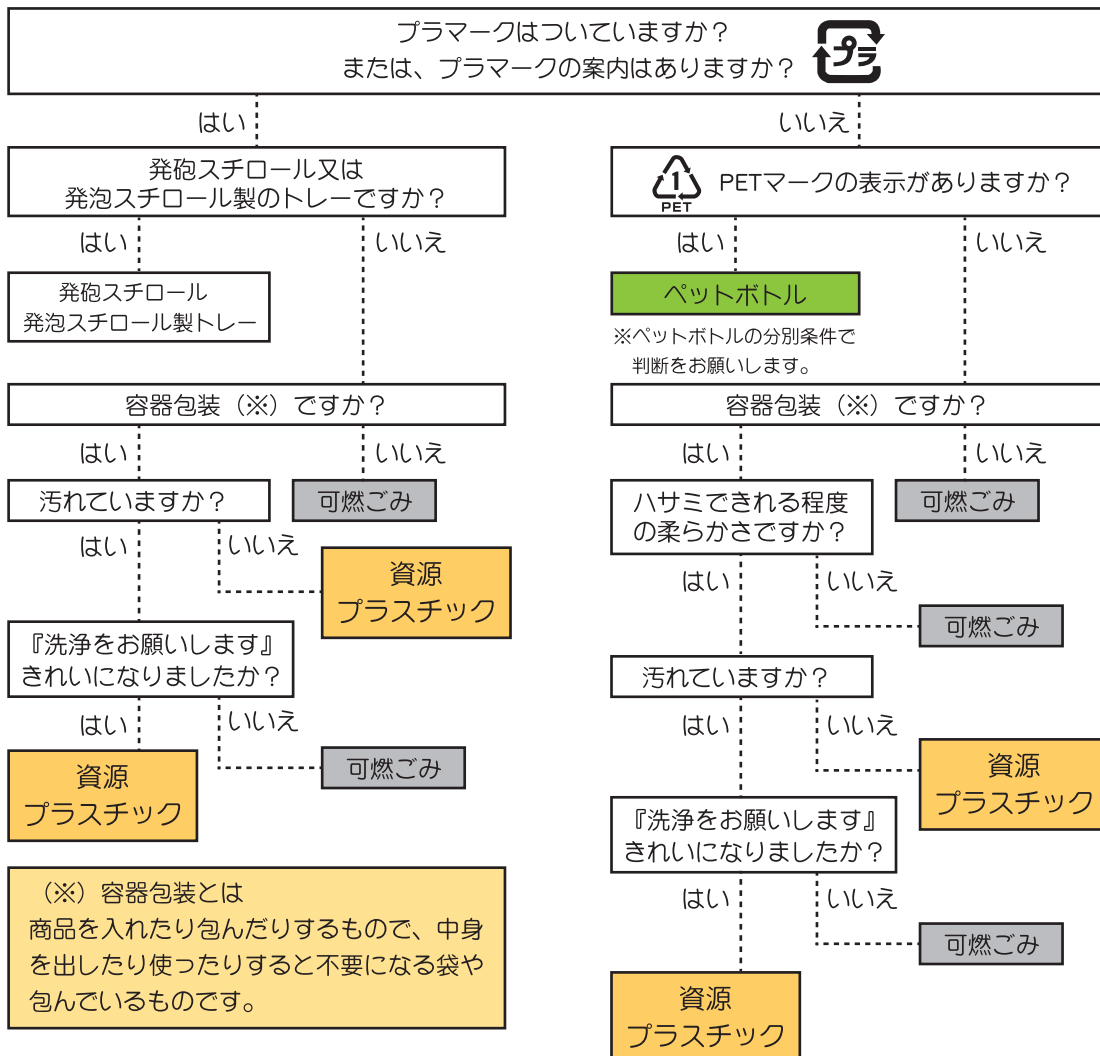 プラマークはついていますか？
または、プラマークの案内はありますか？
プラ
はい
いいえ
発砲スチロール又は
発泡スチロール製のトレーですか？
1
PET
PETマークの表示がありますか？
はい
いいえ
はい
いいえ
発砲スチロール
発泡スチロール製トレー
ペットボトル
※ペットボトルの分別条件で
判断をお願いします。
容器包装（※）ですか？
容器包装（※）ですか？
はい
いいえ
はい
いいえ
汚れていますか？
可燃ごみ
ハサミできれる程度
の柔らかさですか？
可燃ごみ
はい
いいえ
資源
プラスチック
はい
いいえ
可燃ごみ
『洗浄をお願いします』
きれいになりましたか？
汚れていますか？
はい
いいえ
はい
いいえ
資源
プラスチック
可燃ごみ
資源
プラスチック
『洗浄をお願いします』
きれいになりましたか？
はい
いいえ
可燃ごみ
資源
プラスチック
（※）容器包装とは
商品を入れたり包んだりするもので、中身
を出したり使ったりすると不要になる袋や
包んでいるものです。